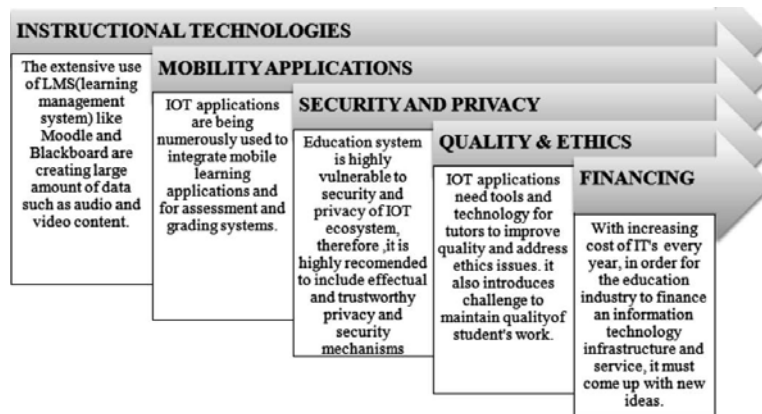 INSTRUCTIONAL TECHNOLOGIES
The extensive use
of LMS(learning
management
system) like
Moodle and
Blackboard are
creating large
amount of data
such as audio and
video content.
MOBILITY APPLICATIONS
IOT applications
are being
numerously used to
integrate mobile
learning
applications and
for assessment and
grading systems.
SECURITY AND PRIVACY
Education system
is highly
vulnerable to
security and
privacy of IOT
ecosystem,
therefore ,it is
highly recomended
to include effectual
and trustworthy
privacy and
security
mechanisms
QUALITY & ETHICS
IOT applications
need tools and
technology for
tutors to improve
quality and address
ethics issues. it
also introduces
challenge to
maintain qualityof
student's work.
FINANCING
With increasing
cost of IT's every
year, in order for
the education
industry to finance
an information
technology
infrastructure and
service, it must
come up with new
ideas.